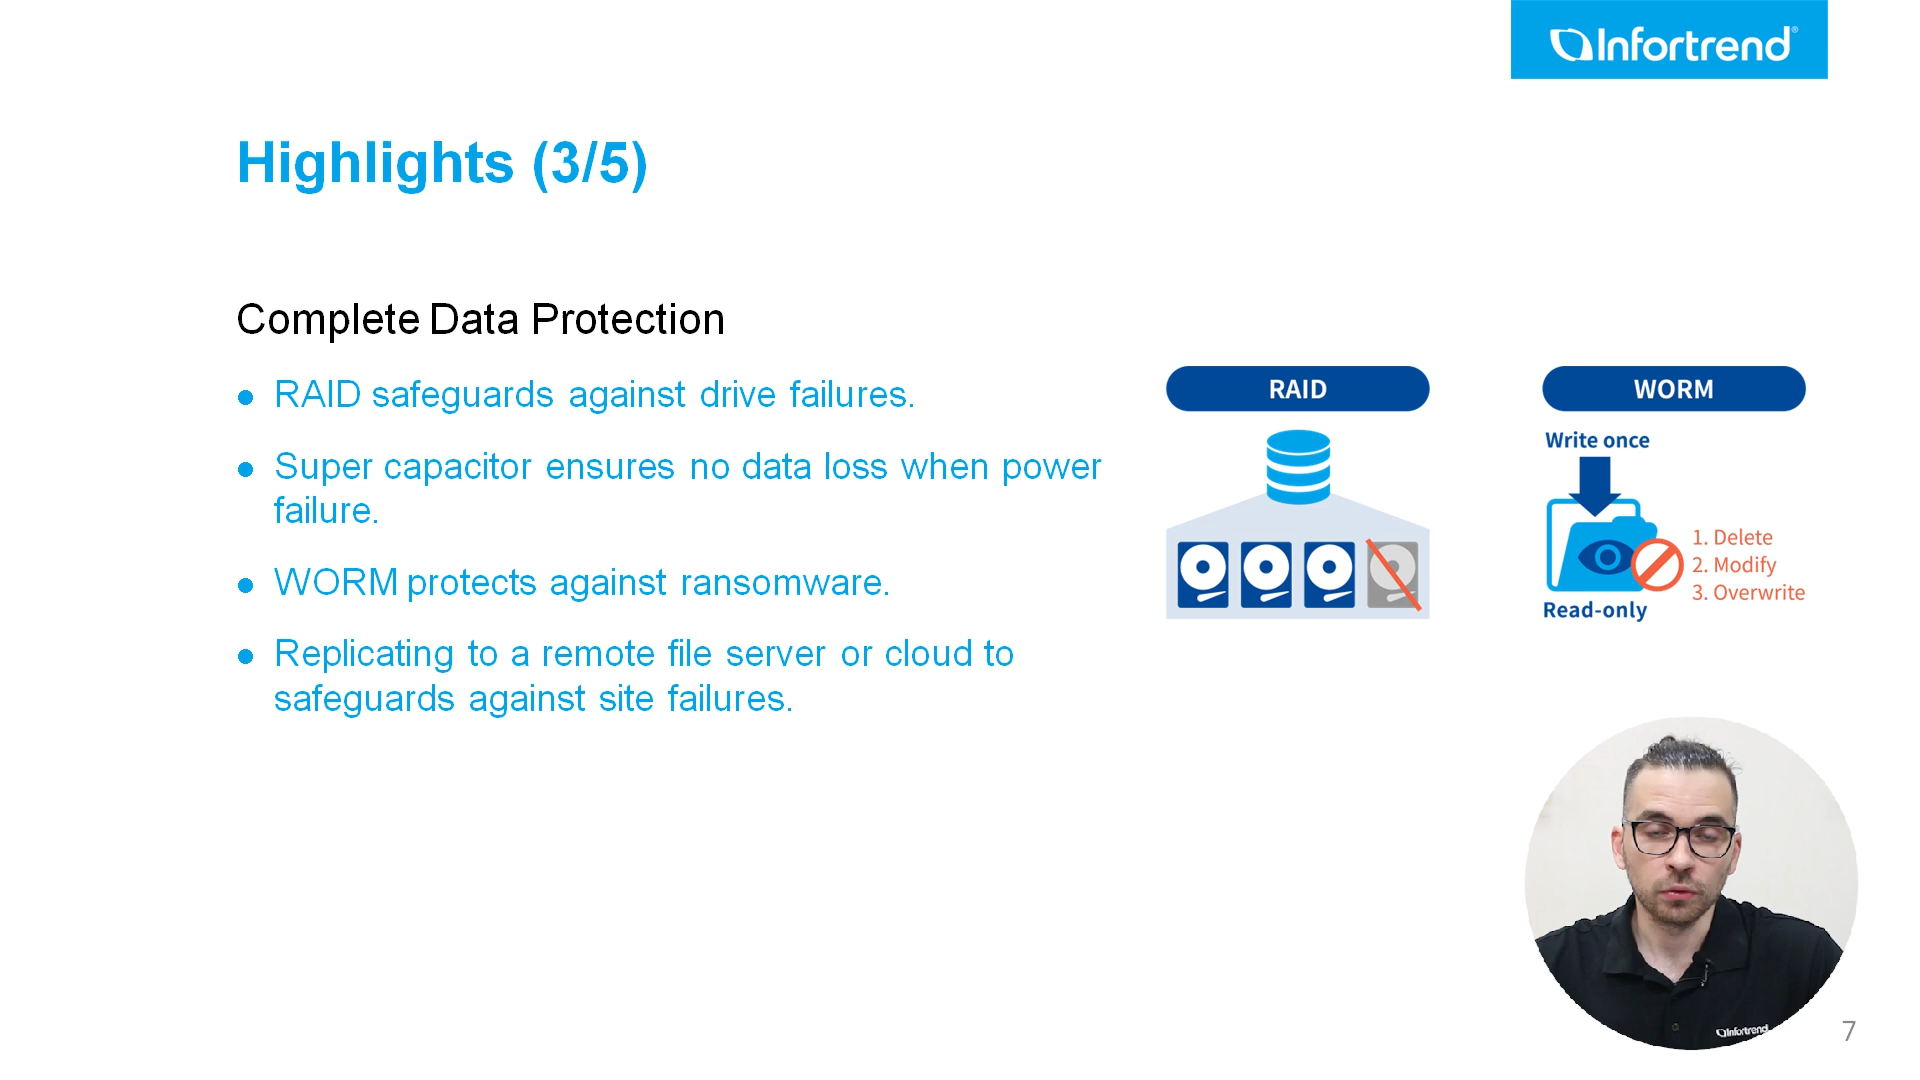 Infortrend®
Highlights (3/5)
Complete Data Protection
● RAID safeguards against drive failures.
● Super capacitor ensures no data loss when power
failure.
● WORM protects against ransomware.
● Replicating to a remote file server or cloud to
safeguards against site failures.
RAID
WORM
Write once
1. Delete
2. Modify
3. Overwrite
Read-only
Infortrend
7